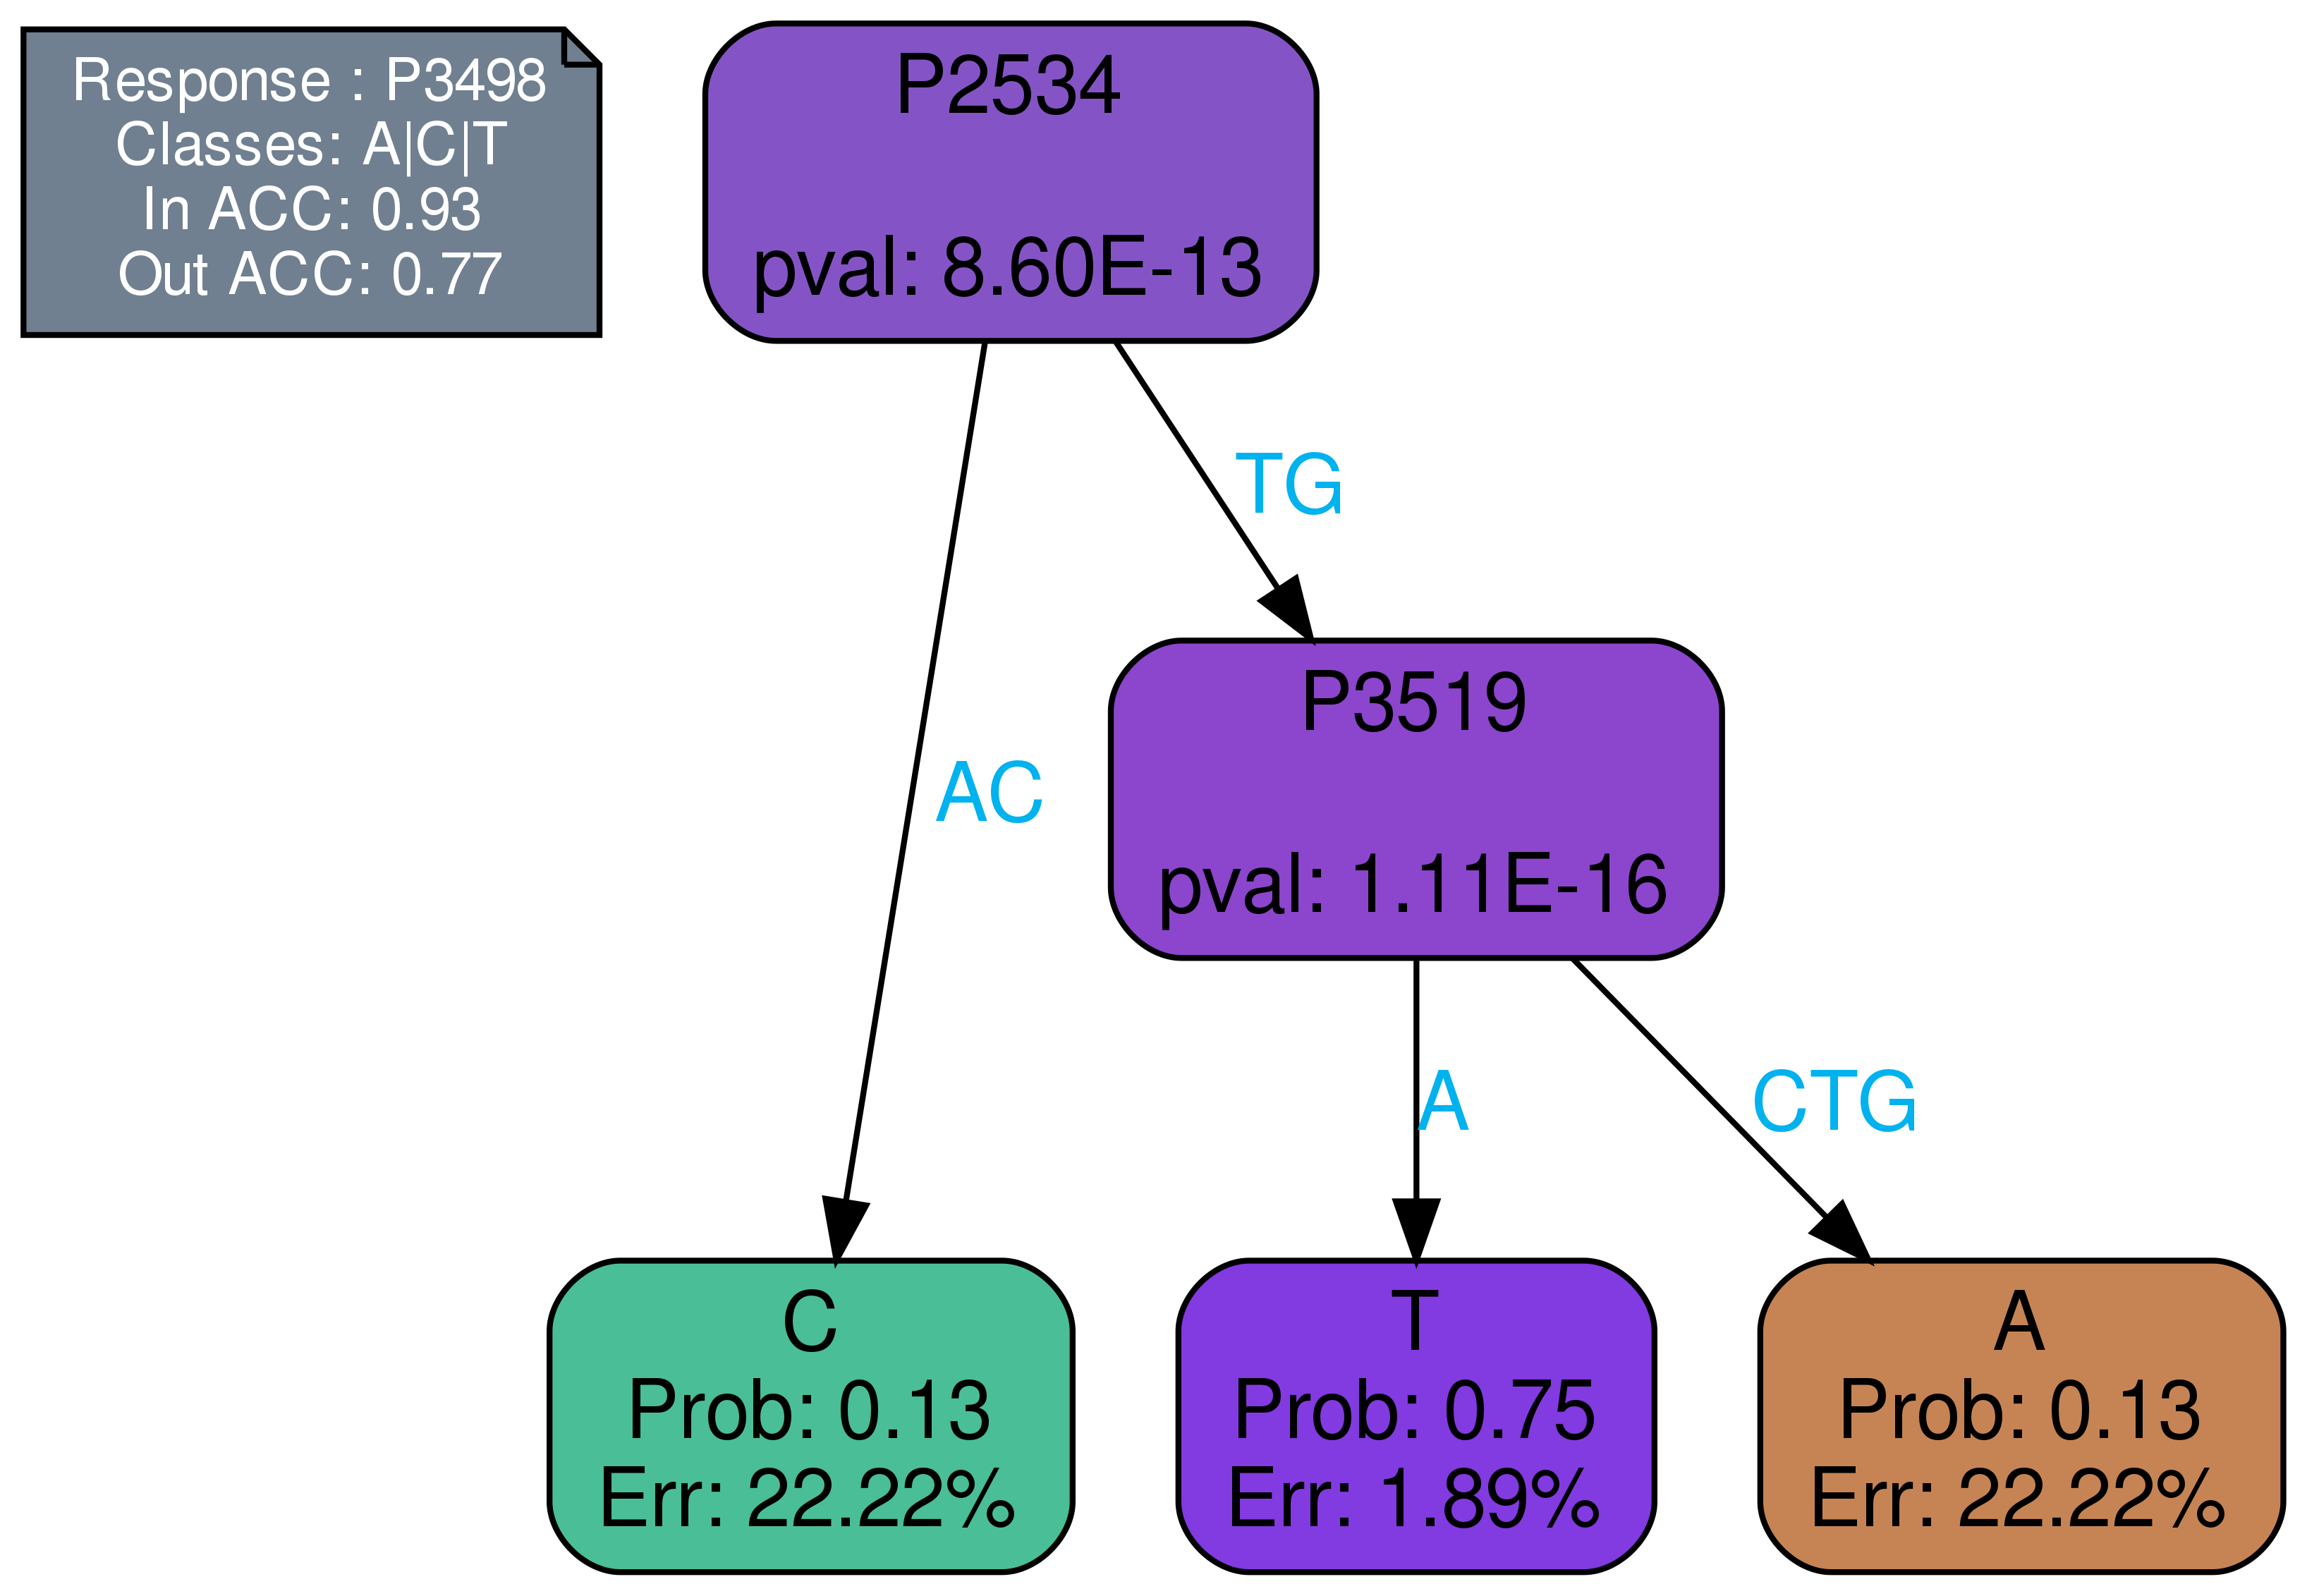 Response : P3498
Classes: A|C|T
In ACC: 0.93
Out ACC: 0.77
P2534
pval: 8.60E-13
TG
AC
P3519
pval: 1.11E-16
A
CTG
C
Prob: 0.13
Err: 22.22%
T
Prob: 0.75
Err: 1.89%
A
Prob: 0.13
Err: 22.22%